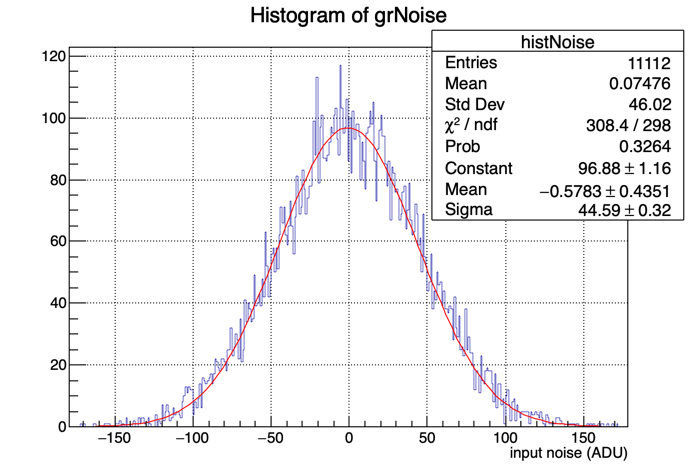 Histogram of grNoise
histNoise
Entries 11112
Mean 0.07476
Std Dev 46.02
χ² / ndf 308.4 / 298
Prob 0.3264
Constant 96.88 ± 1.16
Mean −0.5783 ± 0.4351
Sigma 44.59 ± 0.32
120
100
80
60
40
20
0
−150 −100 −50 0 50 100 150
input noise (ADU)